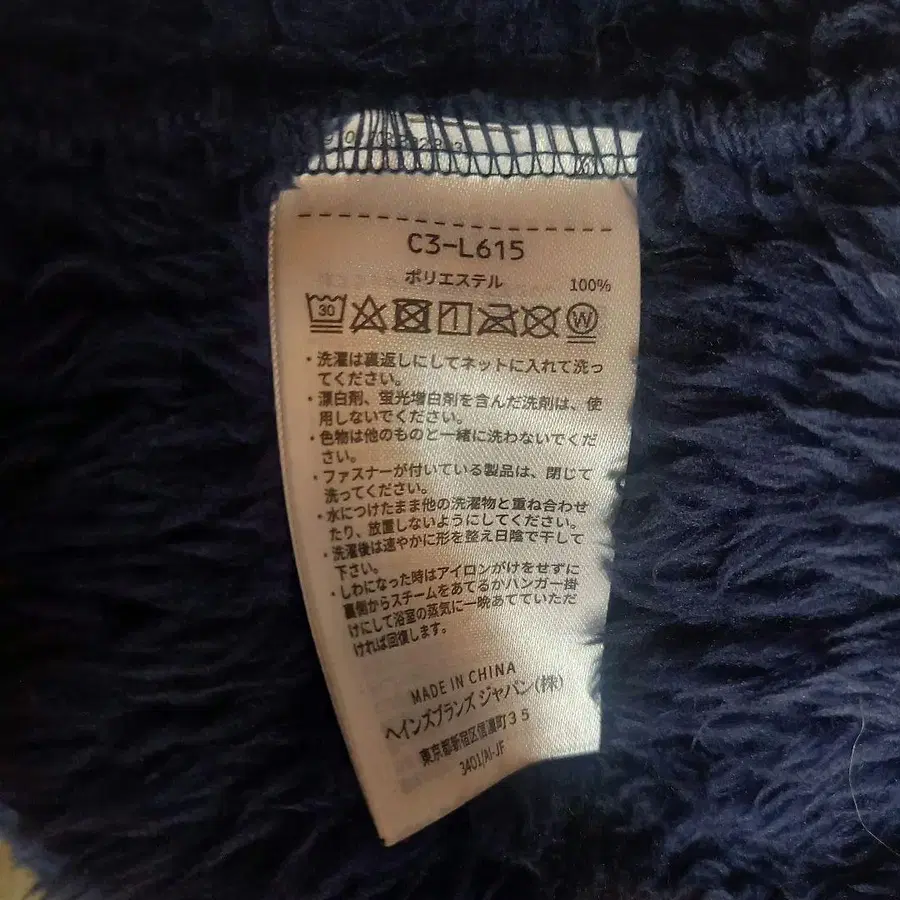 C3-L615
ポリエステル 100%
30 W
・洗濯は裏返しにしてネットに入れて洗っ
てください。
・漂白剤、蛍光増白剤を含んだ洗剤は、使
用しないでください。
・色物は他のものと一緒に洗わないでくだ
さい。
・ファスナーが付いている製品は、閉じて
洗ってください。
・水につけたまま他の洗濯物と重ね合わせ
たり、放置しないようにしてください。
・洗濯後は速やかに形を整え日陰で干して
下さい。
・しわになった時はアイロンがけをせずに
裏側からスチームをあてるかハンガー掛
けにして浴室の蒸気に一晩あてていただ
ければ回復します。
MADE IN CHINA
ヘインズブランズ ジャパン(株)
東京都新宿区信濃町35
3401/AI-JF